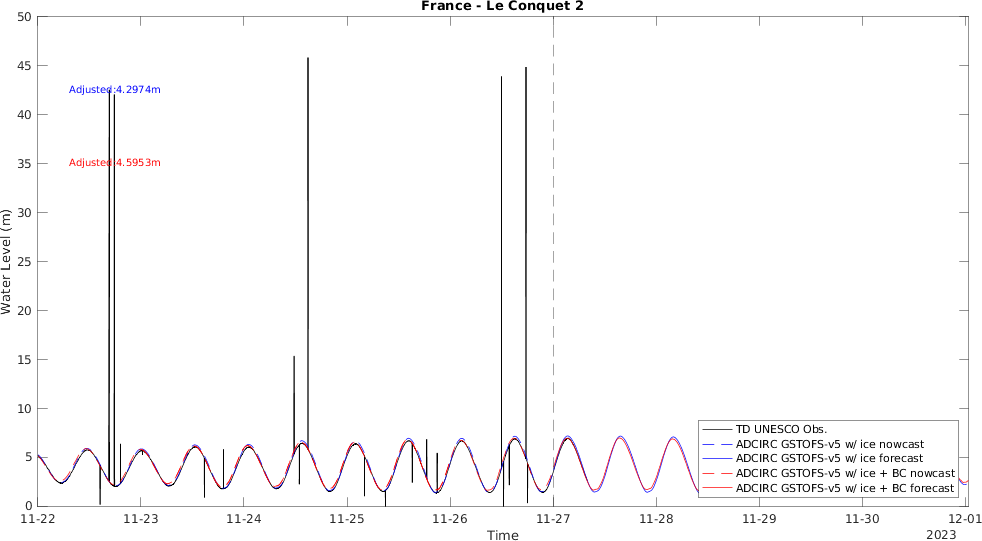 France - Le Conquet 2
50
45
40
35
30
25
20
15
10
5
0
Water Level (m)
Adjusted:4.2974m
Adjusted:4.5953m
TD UNESCO Obs.
ADCIRC GSTOFS-v5 w/ ice nowcast
ADCIRC GSTOFS-v5 w/ ice forecast
ADCIRC GSTOFS-v5 w/ ice + BC nowcast
ADCIRC GSTOFS-v5 w/ ice + BC forecast
11-22 11-23 11-24 11-25 11-26 11-27 11-28 11-29 11-30 12-01
Time
2023